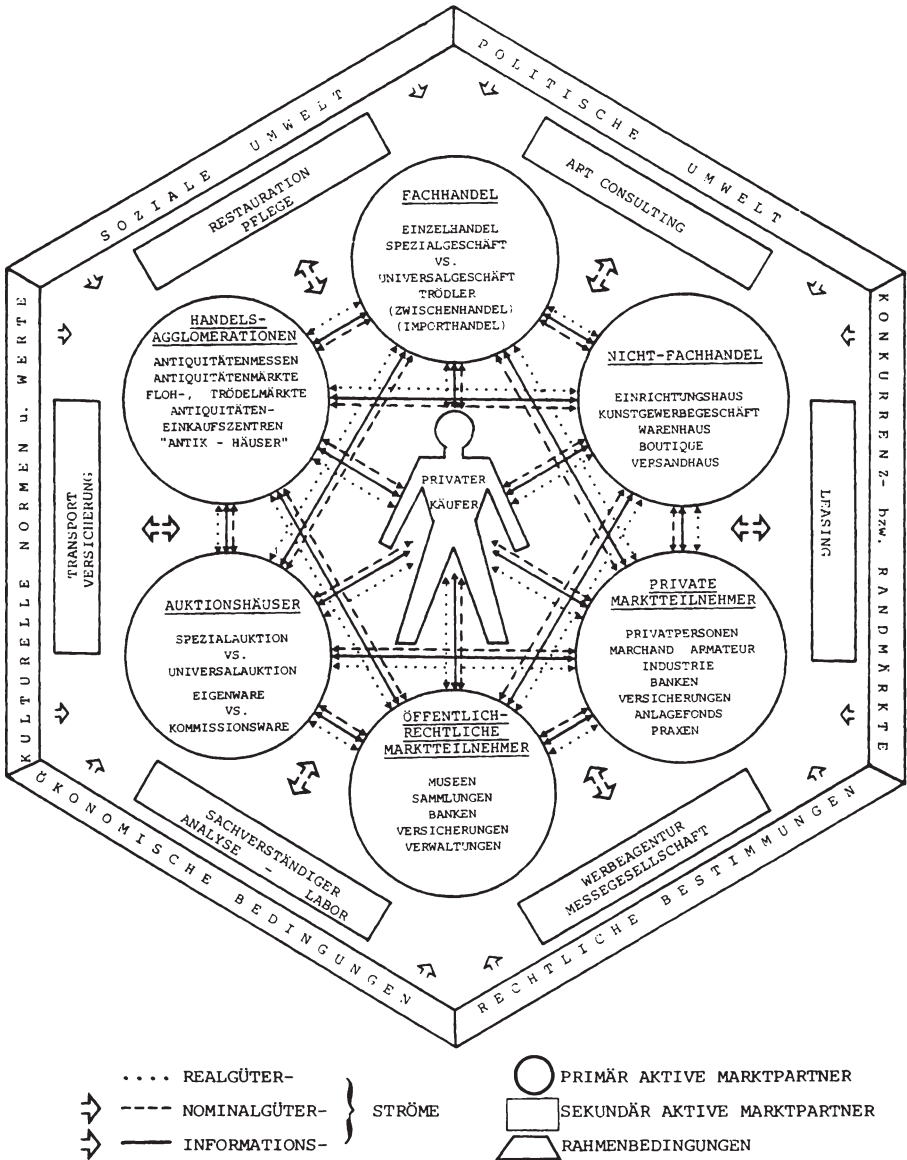 SOZIALE UMWELT
POLITISCHE UMWELT
KULTURELLE NORMEN u. WERTE
KONKURRENZ- bzw. RANDMÄRKTE
ÖKONOMISCHE BEDINGUNGEN
RECHTLICHE BESTIMMUNGEN
RESTAURATION
PFLEGE
ART CONSULTING
TRANSPORT
VERSICHERUNG
LEASING
SACHVERSTÄNDIGER
ANALYSE - LABOR
WERBEAGENTUR
MESSEGESELLSCHAFT
FACHHANDEL
EINZELHANDEL
SPEZIALGESCHÄFT
VS.
UNIVERSALGESCHÄFT
TRÖDLER
(ZWISCHENHANDEL)
(IMPORTHANDEL)
HANDELS-
AGGLOMERATIONEN
ANTIQUITÄTENMESSEN
ANTIQUITÄTENMÄRKTE
FLOH-, TRÖDELMÄRKTE
ANTIQUITÄTEN-
EINKAUFSZENTREN
"ANTIK - HÄUSER"
NICHT-FACHHANDEL
EINRICHTUNGSHAUS
KUNSTGEWERBEGESCHÄFT
WARENHAUS
BOUTIQUE
VERSANDHAUS
PRIVATER
KÄUFER
AUKTIONSHÄUSER
SPEZIALAUKTION
VS.
UNIVERSALAUKTION
EIGENWARE
VS.
KOMMISSIONSWARE
PRIVATE
MARKTTEILNEHMER
PRIVATPERSONEN
MARCHAND ARMATEUR
INDUSTRIE
BANKEN
VERSICHERUNGEN
ANLAGEFONDS
PRAXEN
ÖFFENTLICH-
RECHTLICHE
MARKTTEILNEHMER
MUSEEN
SAMMLUNGEN
BANKEN
VERSICHERUNGEN
VERWALTUNGEN
REALGÜTER-
NOMINALGÜTER-
INFORMATIONS-
STRÖME
PRIMÄR AKTIVE MARKTPARTNER
SEKUNDÄR AKTIVE MARKTPARTNER
RAHMENBEDINGUNGEN